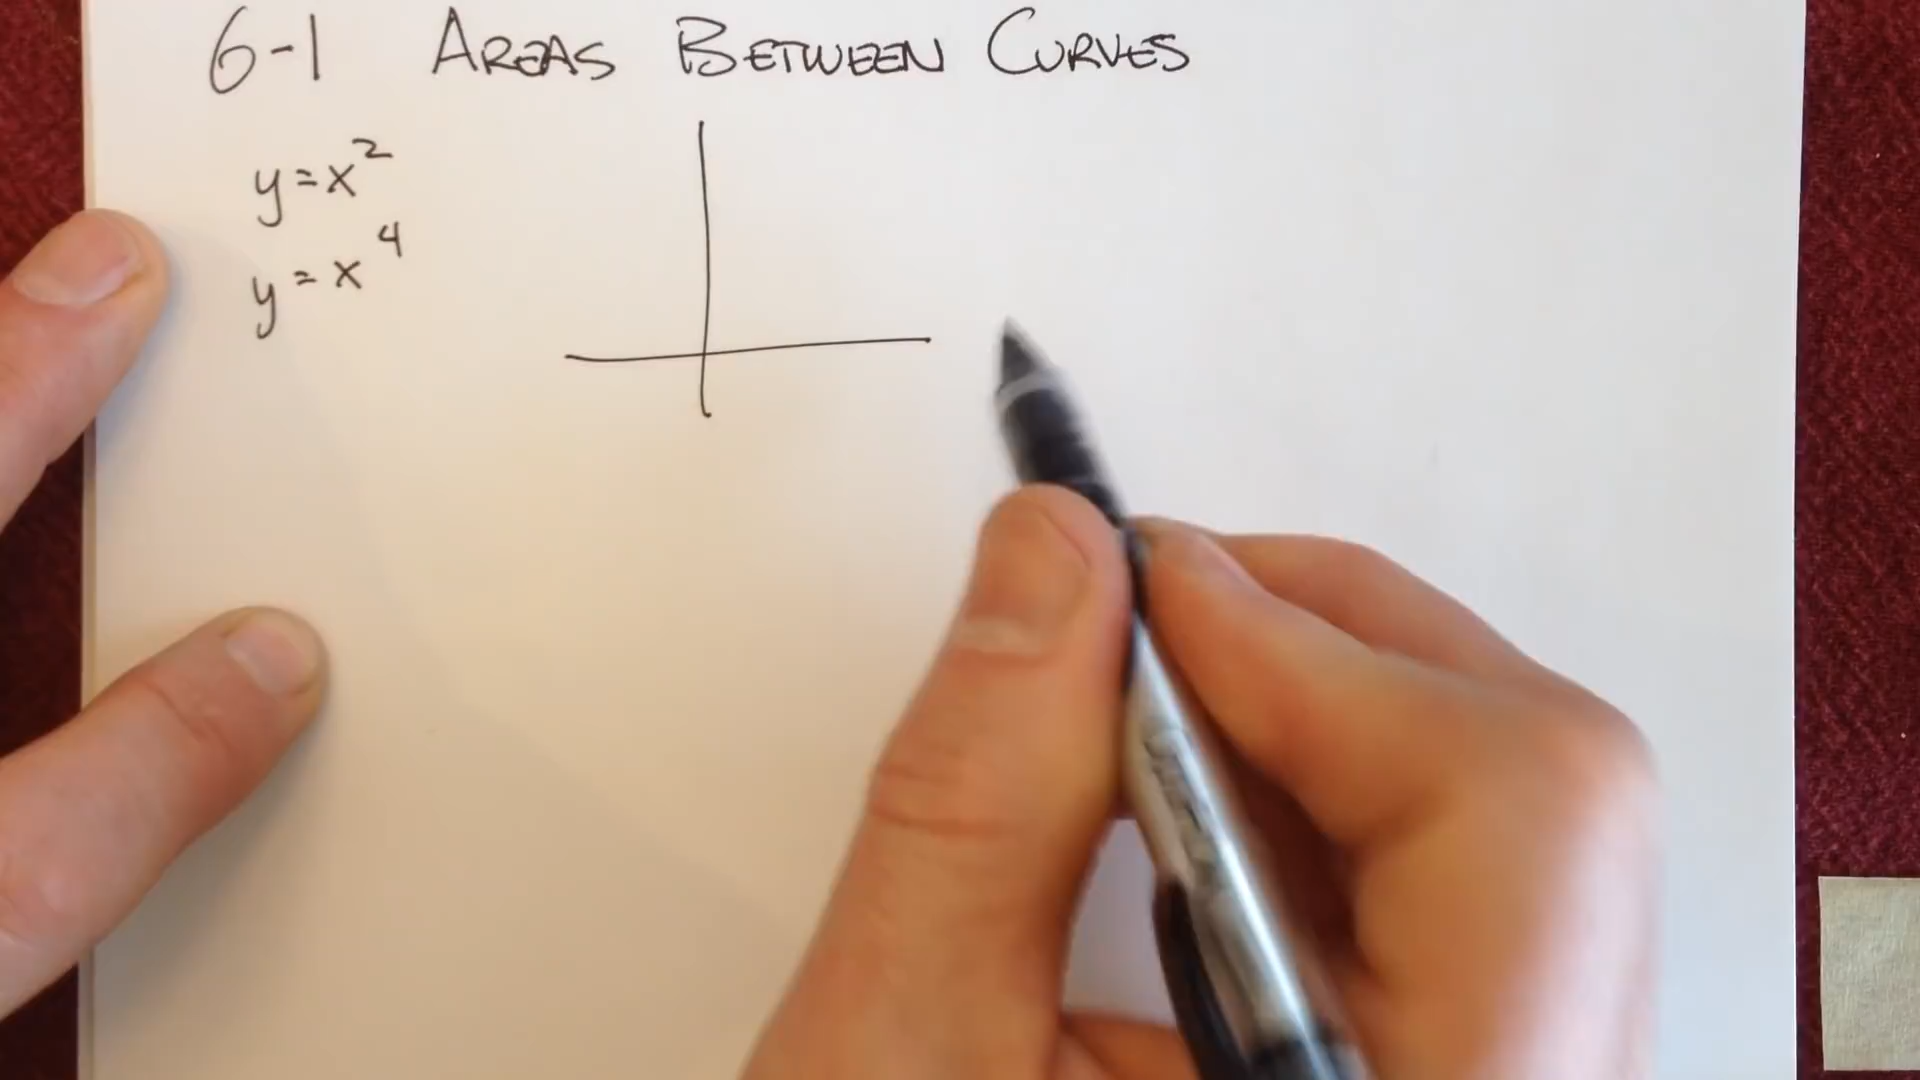 6-1 AREAS BETWEEN CURVES
y=x²
y=x⁴